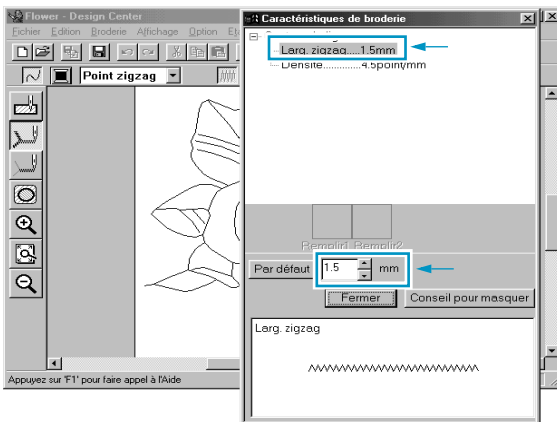 Flower - Design Center
Caractéristiques de broderie
Fichier Edition Broderie Affichage Option
Larg. zigzag....1.5mm
Densité.............4.5point/mm
Point zigzag
Remplir1 Remplir2
Par défaut 1.5 mm
Fermer Conseil pour masquer
Larg. zigzag
Appuyez sur 'F1' pour faire appel à l'Aide